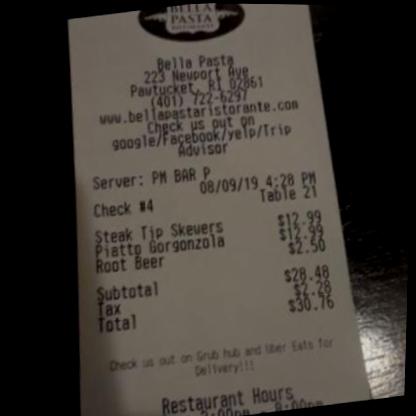 BELLA
PASTA
RISTORANTE
Bella Pasta
223 Newport Ave
Pawtucket, RI 02861
(401) 722-6297
www.bellapastaristorante.com
Check us out on
google/Facebook/yelp/Trip
Advisor
Server: PM BAR P
08/09/19 4:28 PM
Check #4 Table 21
Steak Tip Skewers $12.99
Piatto Gorgonzola $12.99
Root Beer $2.50
Subtotal $28.48
Tax $2.28
Total $30.76
Check us out on Grub hub and Uber Eats for
Delivery!!!
Restaurant Hours